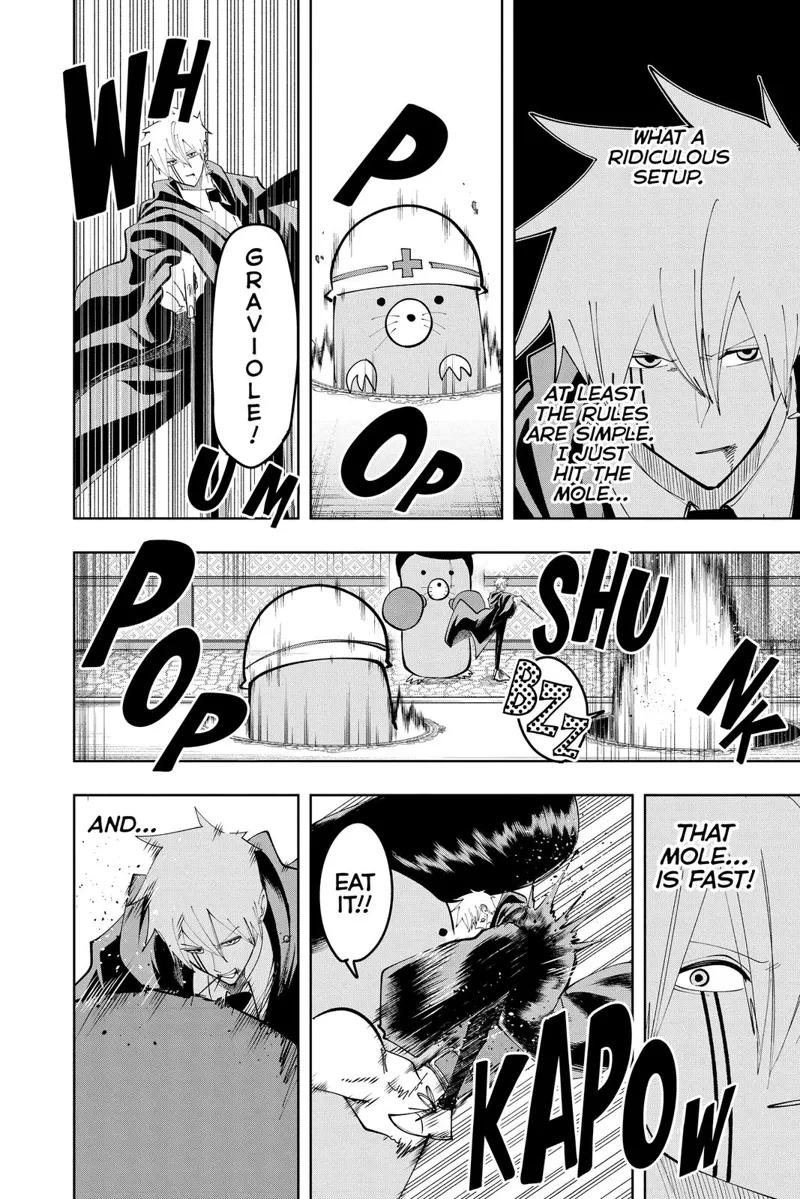 WHAT A
RIDICULOUS
SETUP.
AT LEAST
THE RULES
ARE SIMPLE.
I JUST
HIT THE
MOLE...
P
OP
WH
GRAVIOLE!
UM
SHU
NK
BZZ
POP
THAT
MOLE...
IS FAST!
EAT
IT!!
KAPOW
AND...